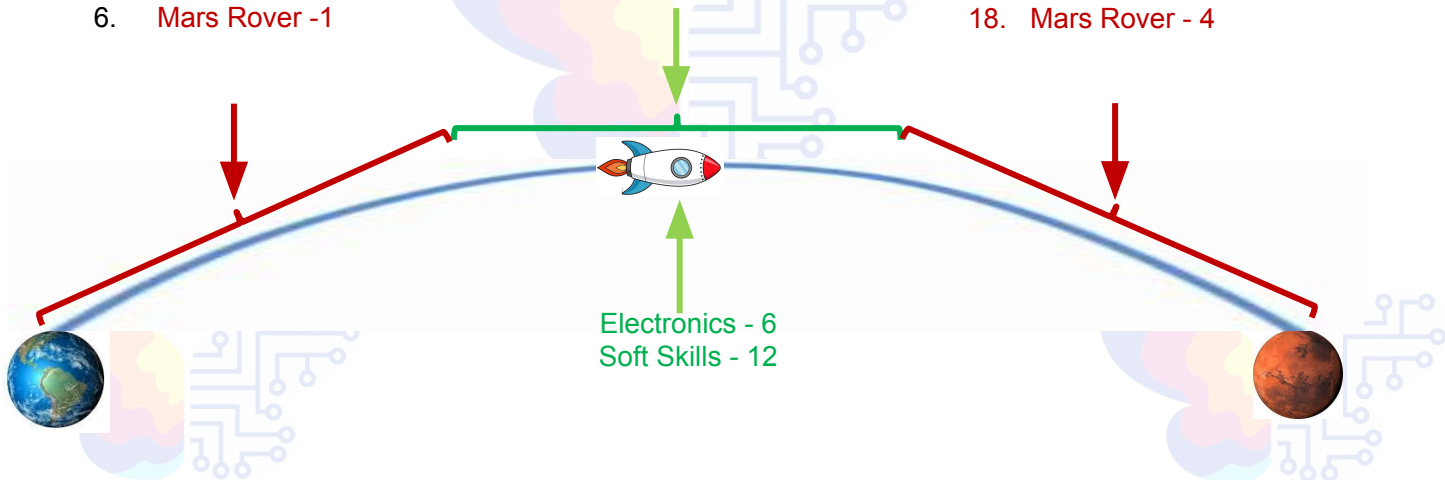 6. Mars Rover -1
18. Mars Rover - 4
Electronics - 6
Soft Skills - 12